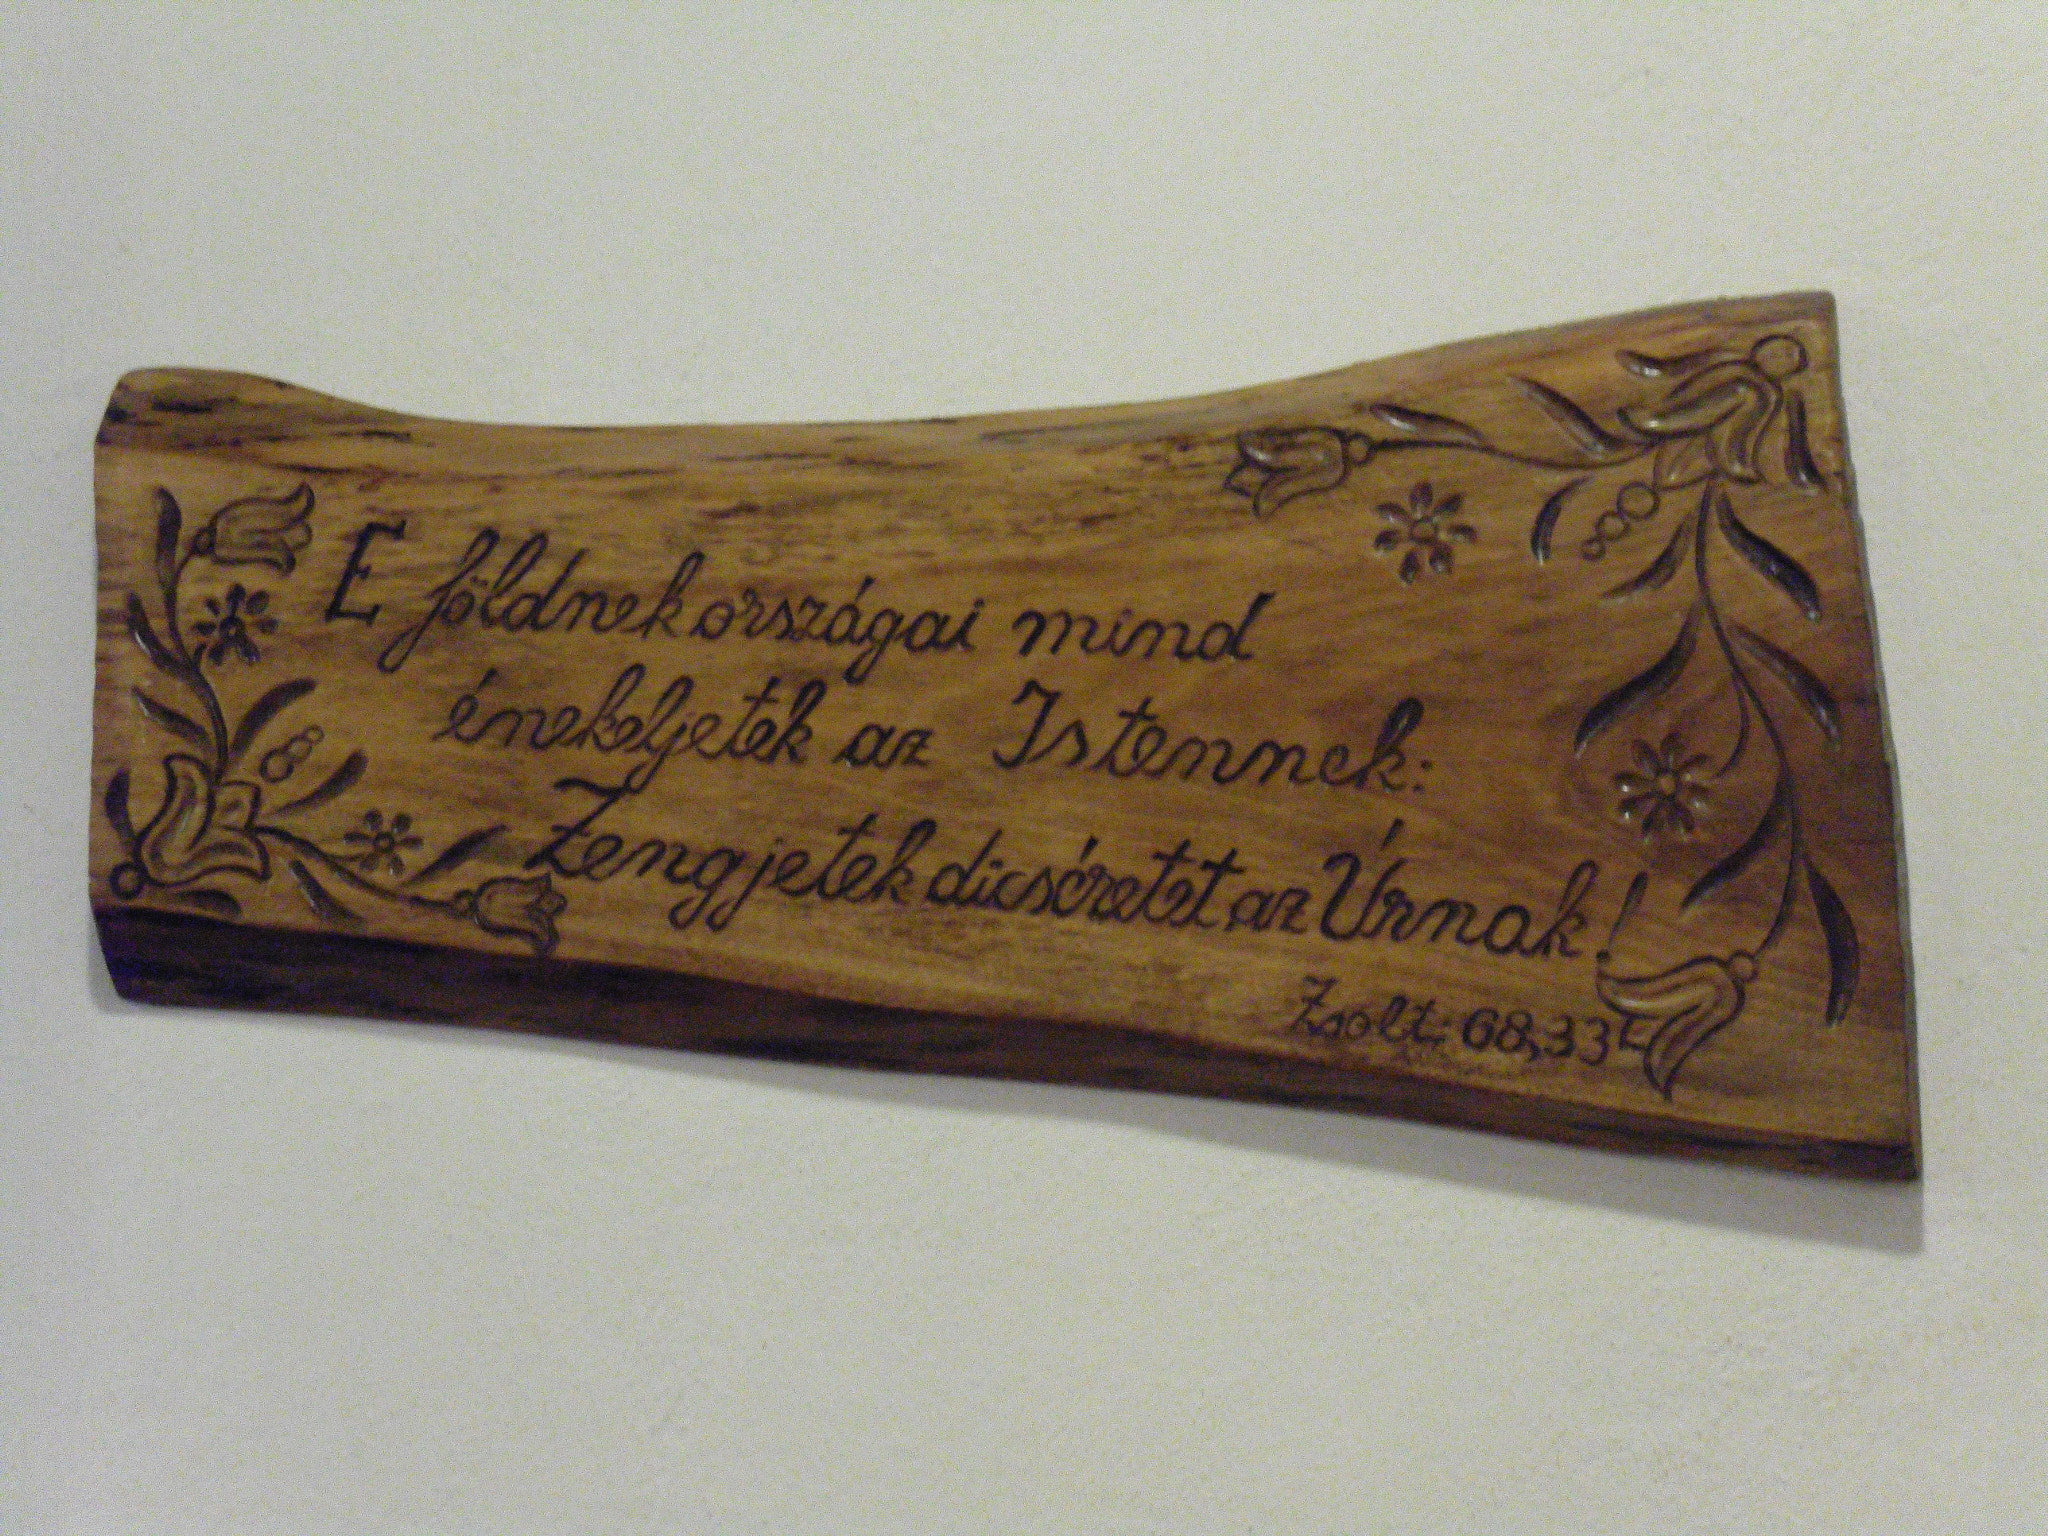 E földnek országai mind
énekeljetek az Istennek:
Zengjetek dicséretet az Úrnak!
Zsolt: 68,33